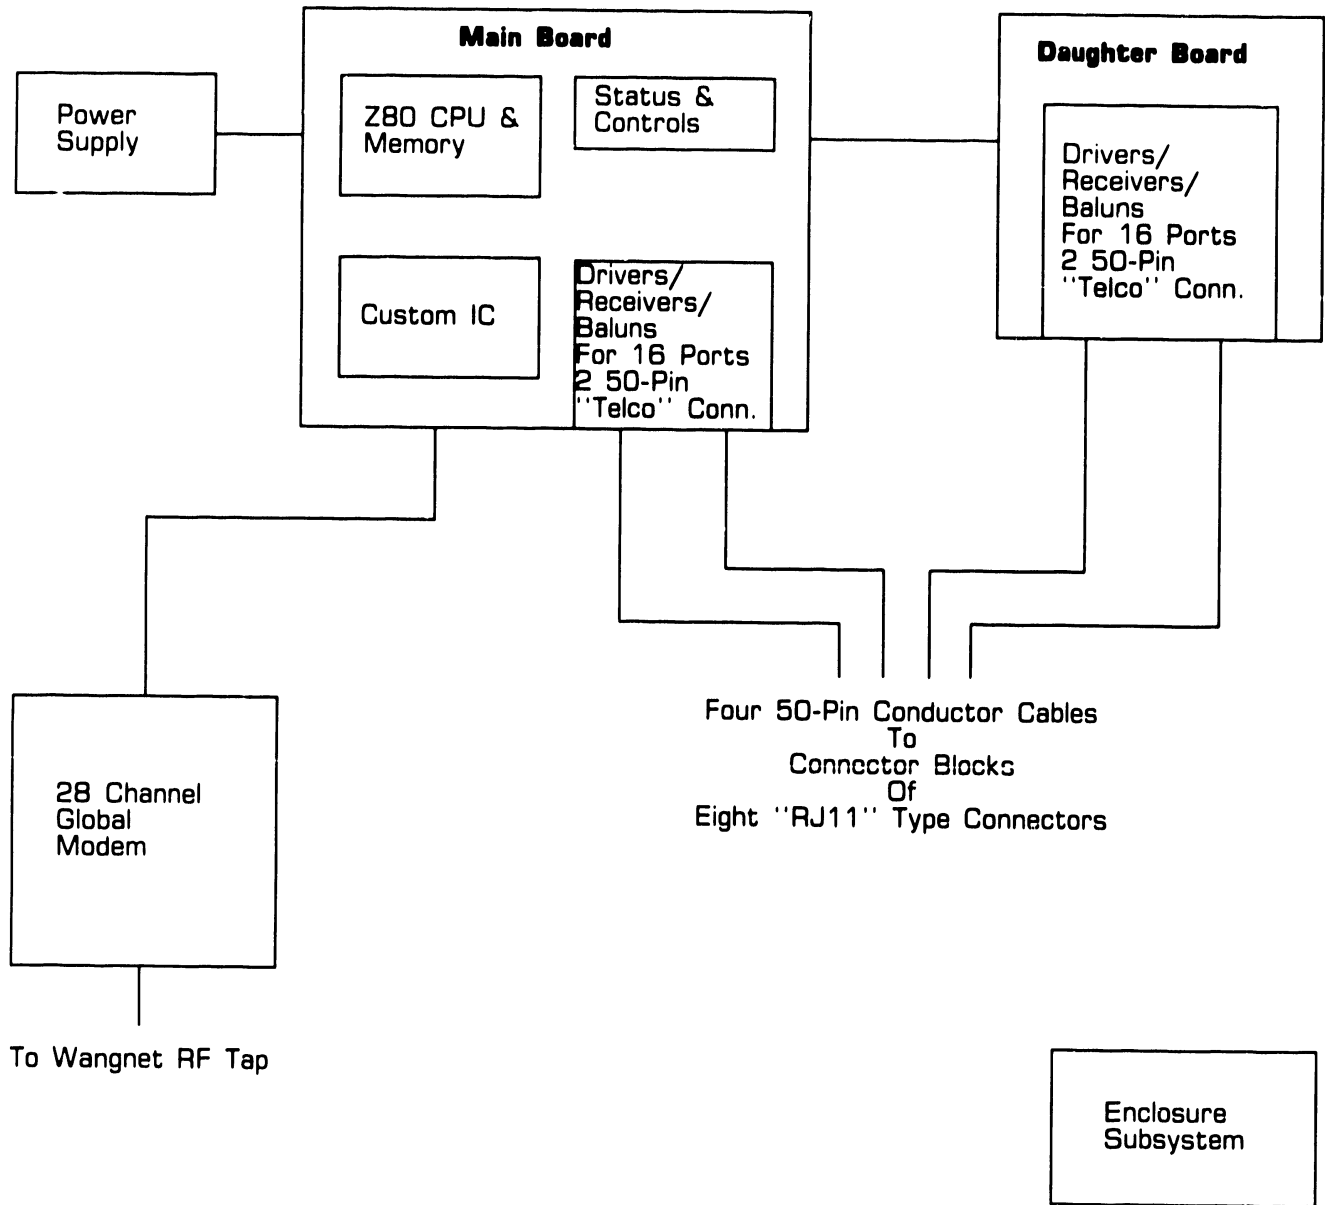 Main Board
Daughter Board
Power
Supply
Z80 CPU &
Memory
Status &
Controls
Drivers/
Receivers/
Baluns
For 16 Ports
2 50-Pin
''Telco'' Conn.
Custom IC
Drivers/
Receivers/
Baluns
For 16 Ports
2 50-Pin
''Telco'' Conn.
Four 50-Pin Conductor Cables
To
Connector Blocks
Of
Eight ''RJ11'' Type Connectors
28 Channel
Global
Modem
To Wangnet RF Tap
Enclosure
Subsystem